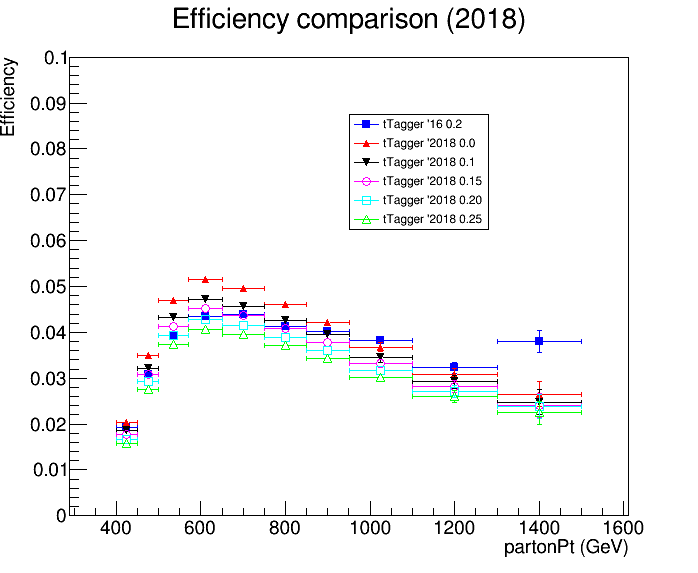 Efficiency comparison (2018)
Efficiency
0.1
0.09
0.08
0.07
0.06
0.05
0.04
0.03
0.02
0.01
0
tTagger '16 0.2
tTagger '2018 0.0
tTagger '2018 0.1
tTagger '2018 0.15
tTagger '2018 0.20
tTagger '2018 0.25
400 600 800 1000 1200 1400 1600
partonPt (GeV)